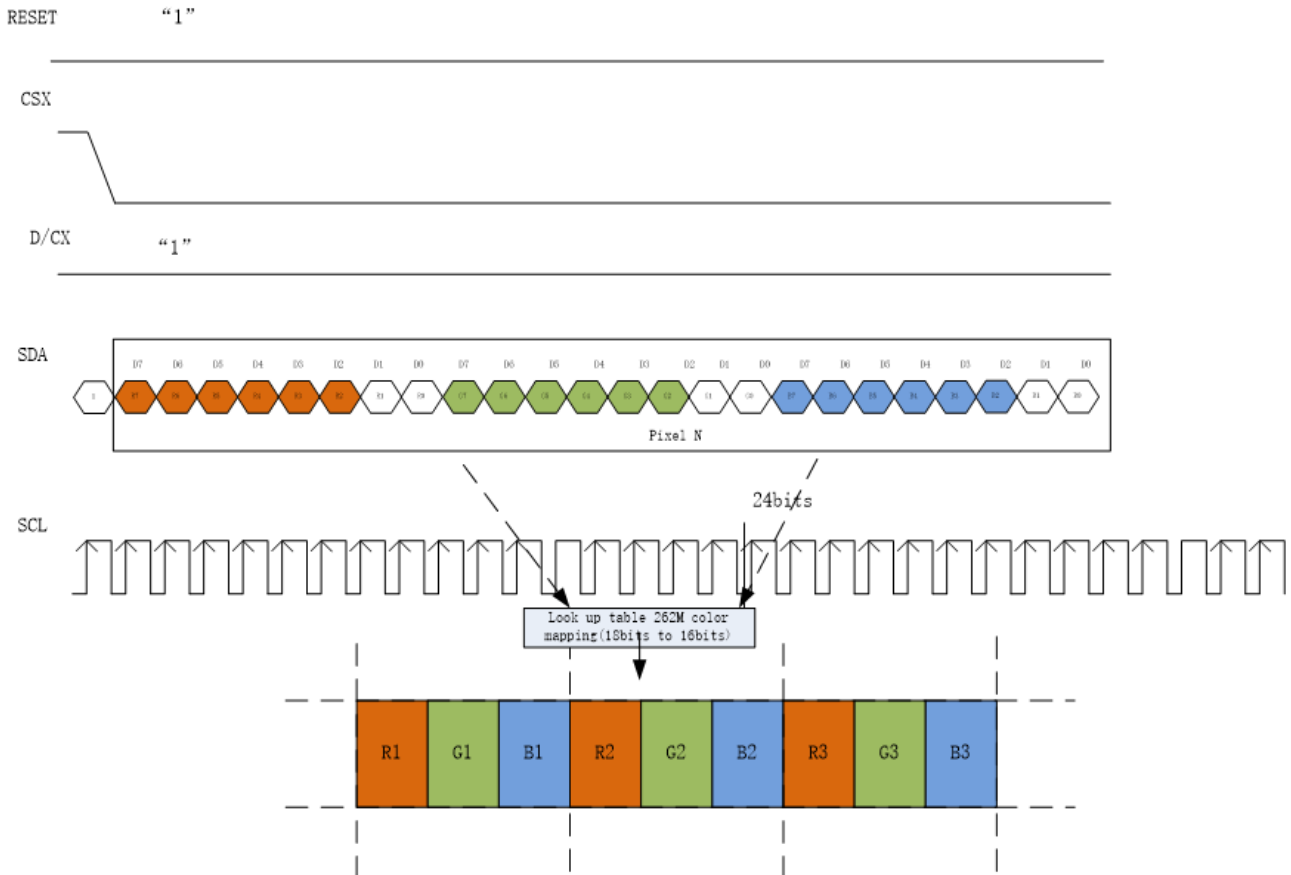 RESET “1”
CSX
D/CX “1”
SDA
D7 D6 D5 D4 D3 D2 D1 D0 D7 D6 D5 D4 D3 D2 D1 D0 D7 D6 D5 D4 D3 D2 D1 D0
Pixel N
24bits
SCL
Look up table 262M color
mapping(18bits to 16bits)
R1 G1 B1 R2 G2 B2 R3 G3 B3